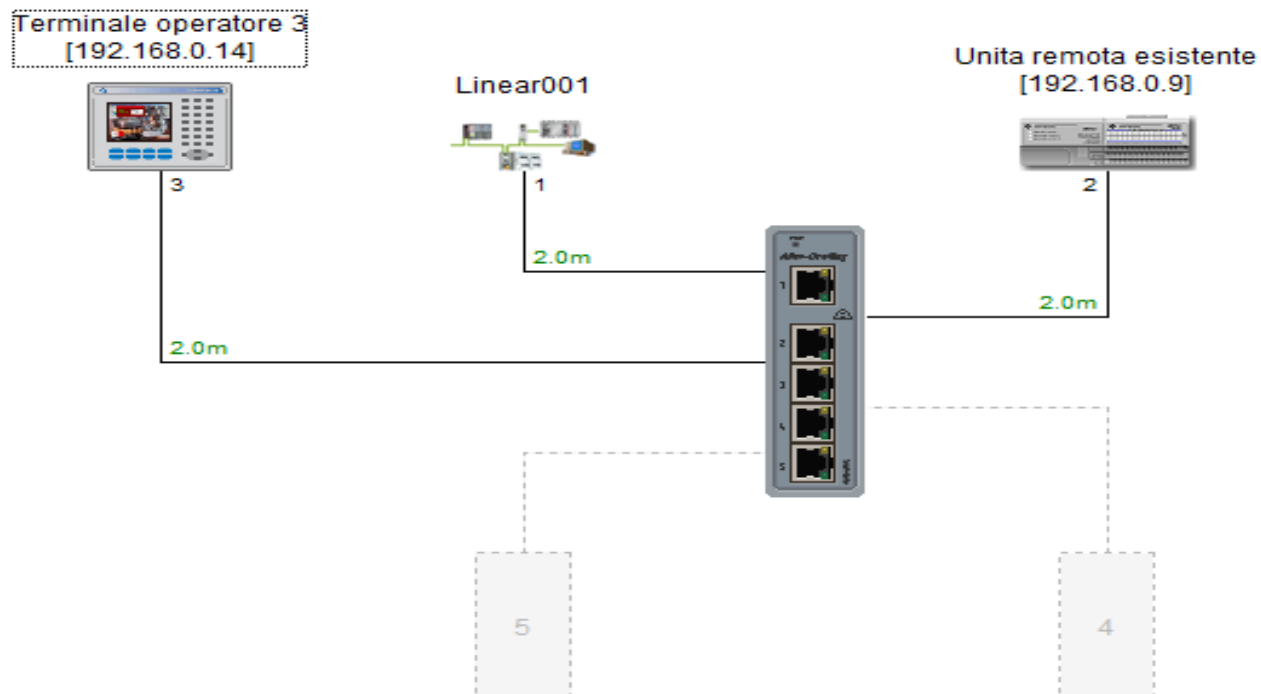 Terminale operatore 3
[192.168.0.14]
Linear001
Unita remota esistente
[192.168.0.9]
3
1
2
2.0m
2.0m
2.0m
1
2
3
4
5
5
4